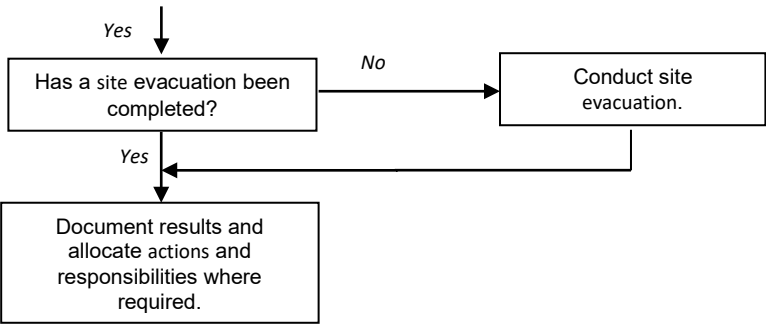 Yes
Has a site evacuation been
completed?
No
Conduct site
evacuation.
Yes
Document results and
allocate actions and
responsibilities where
required.